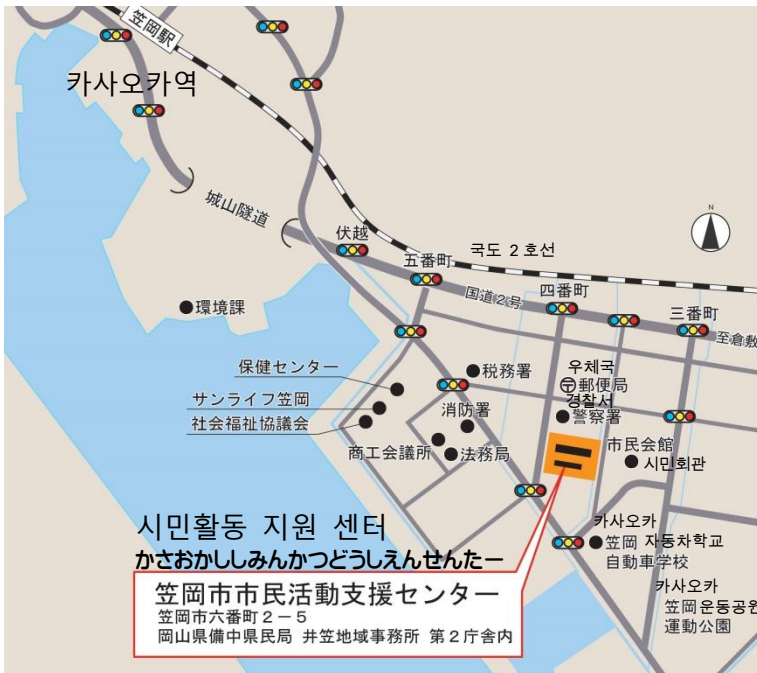 笠岡駅
카사오카역
城山隧道
伏越
五番町
국도 2 호선
国道2号
四番町
三番町
至倉敷
N
環境課
保健センター
サンライフ笠岡
社会福祉協議会
税務署
消防署
商工会議所
法務局
우체국
〒郵便局
경찰서
警察署
市民会館
시민회관
카사오카
笠岡 자동차학교
自動車学校
카사오카
笠岡 운동공원
運動公園
시민활동 지원 센터
かさおかししみんかつどうしえんせんたー
笠岡市市民活動支援センター
笠岡市六番町2-5
岡山県備中県民局 井笠地域事務所 第2庁舎内